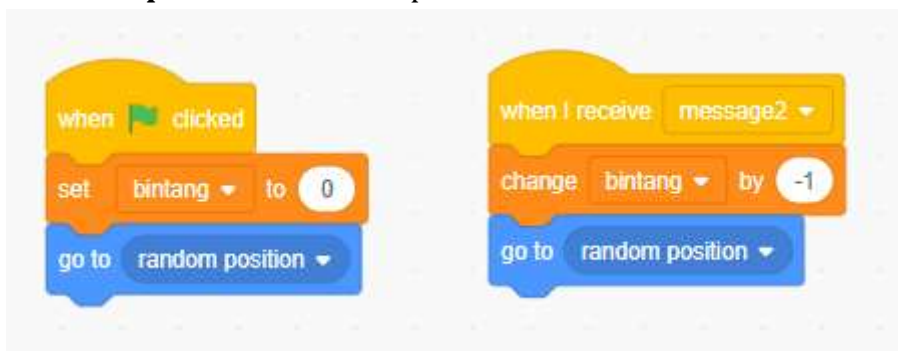 when clicked
set bintang to 0
go to random position
when I receive message2
change bintang by -1
go to random position